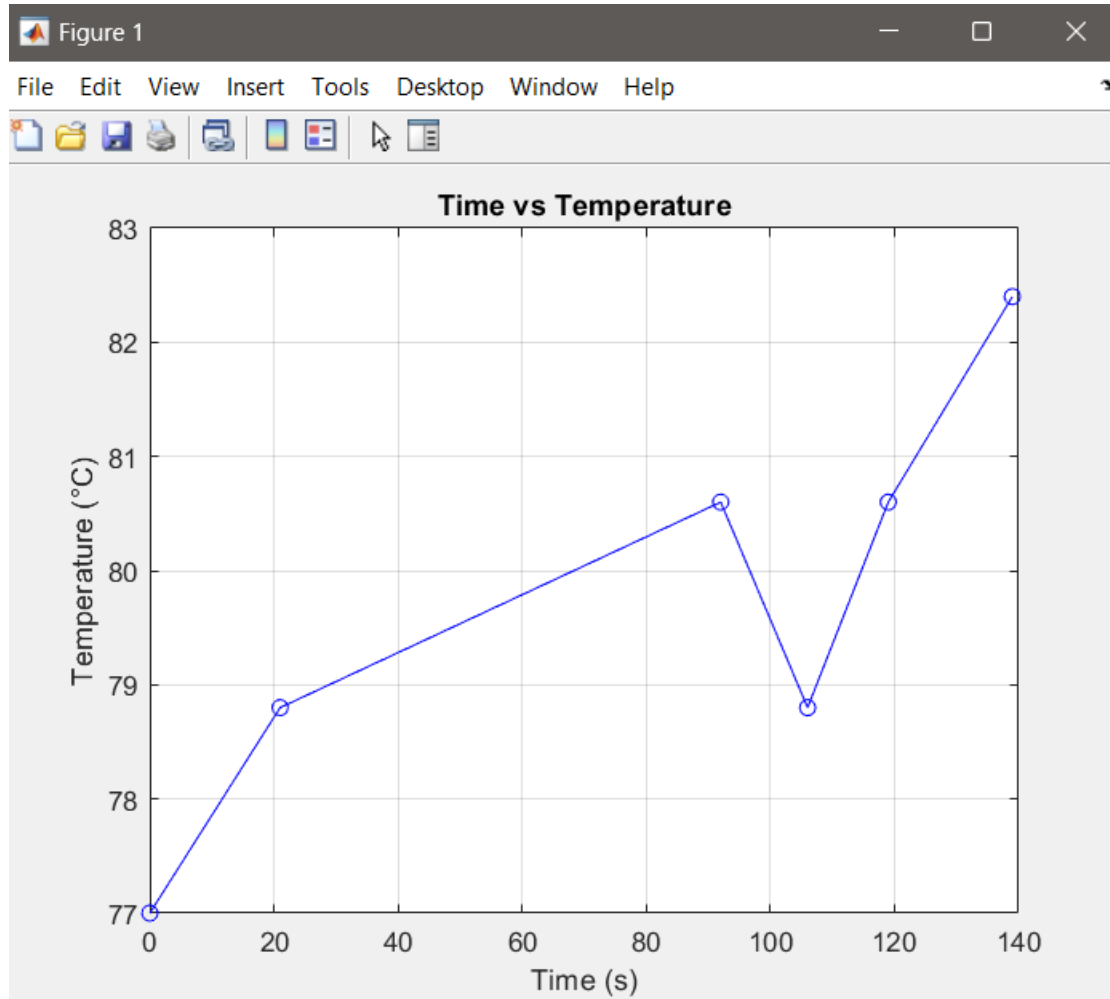 Figure 1
File Edit View Insert Tools Desktop Window Help
Time vs Temperature
83
82
81
80
79
78
77
Temperature (°C)
0 20 40 60 80 100 120 140
Time (s)